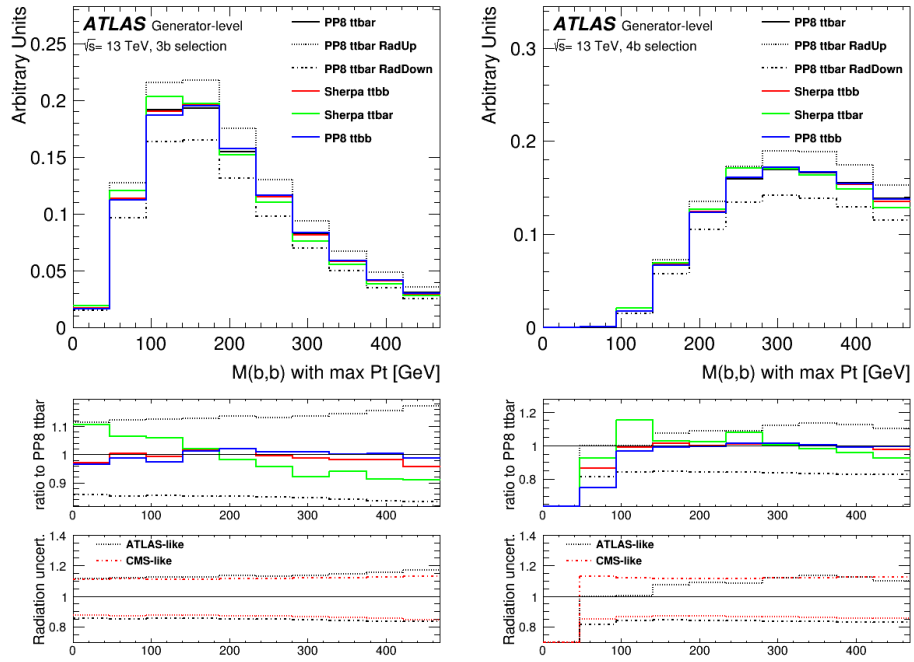 ATLAS Generator-level
√s= 13 TeV, 3b selection
PP8 ttbar
PP8 ttbar RadUp
PP8 ttbar RadDown
Sherpa ttbb
Sherpa ttbar
PP8 ttbb
Arbitrary Units
0.25
0.2
0.15
0.1
0.05
0
0 100 200 300 400
M(b,b) with max Pt [GeV]
ratio to PP8 ttbar
1.1
1
0.9
0 100 200 300 400
Radiation uncert.
ATLAS-like
CMS-like
1.4
1.2
1
0.8
0 100 200 300 400
ATLAS Generator-level
√s= 13 TeV, 4b selection
PP8 ttbar
PP8 ttbar RadUp
PP8 ttbar RadDown
Sherpa ttbb
Sherpa ttbar
PP8 ttbb
Arbitrary Units
0.3
0.2
0.1
0
0 100 200 300 400
M(b,b) with max Pt [GeV]
ratio to PP8 ttbar
1.2
1
0.8
0 100 200 300 400
Radiation uncert.
ATLAS-like
CMS-like
1.4
1.2
1
0.8
0 100 200 300 400